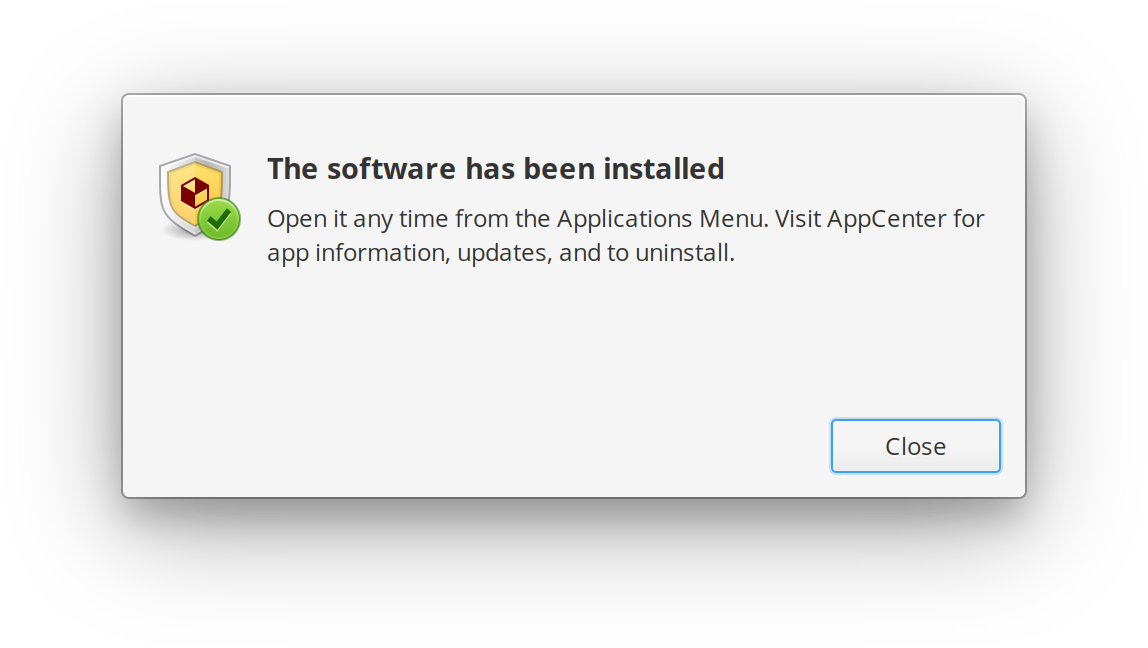 The software has been installed
Open it any time from the Applications Menu. Visit AppCenter for
app information, updates, and to uninstall.
Close